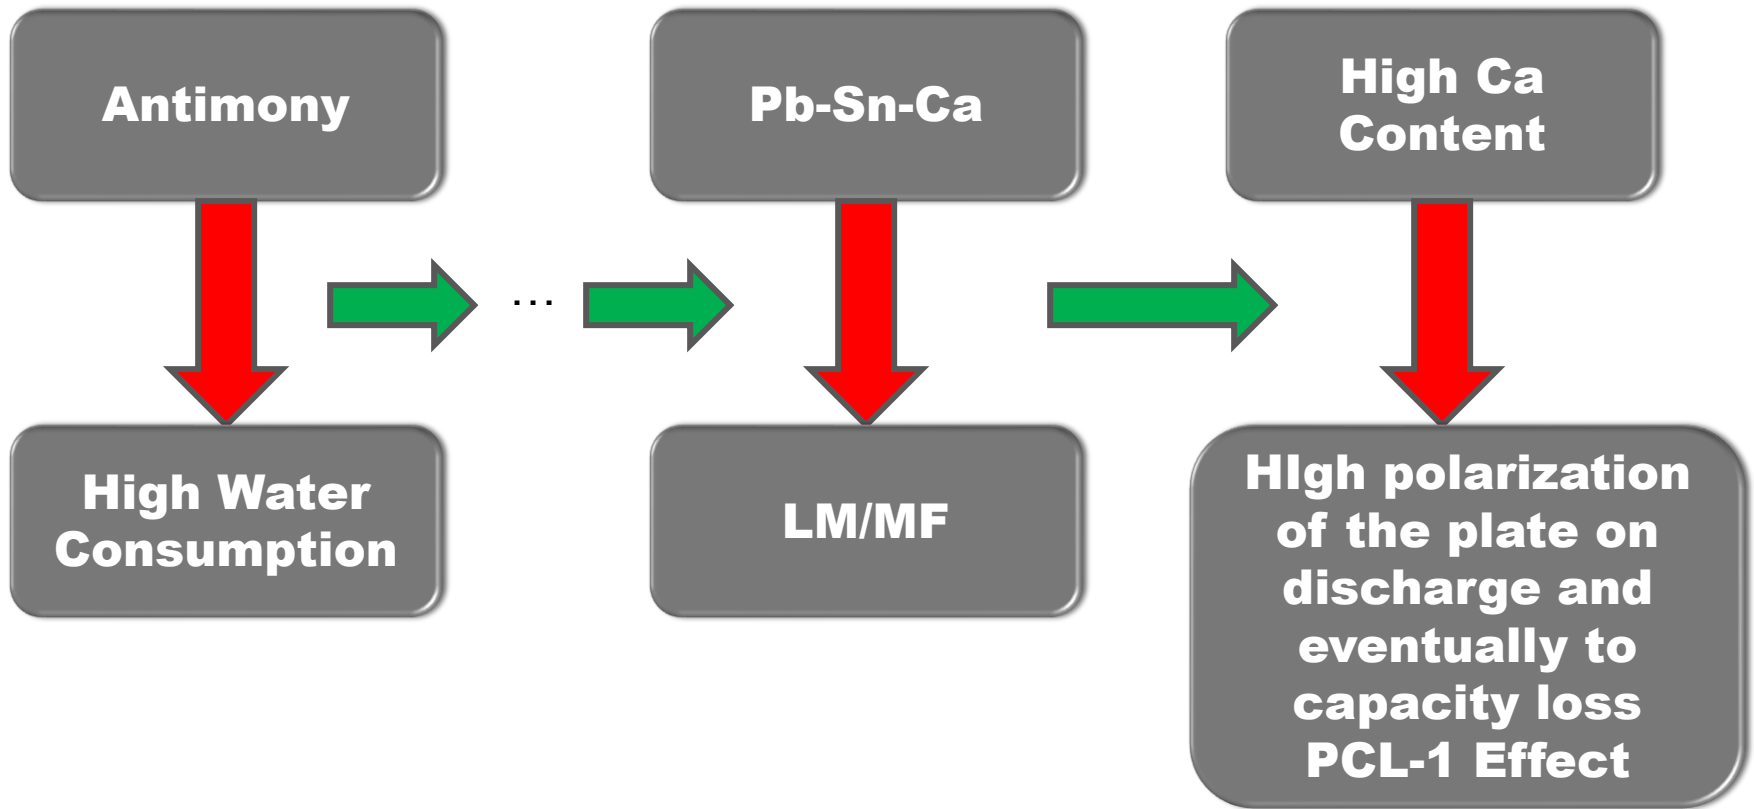 Antimony
Pb-Sn-Ca
High Ca
Content
...
High Water
Consumption
LM/MF
HIgh polarization
of the plate on
discharge and
eventually to
capacity loss
PCL-1 Effect